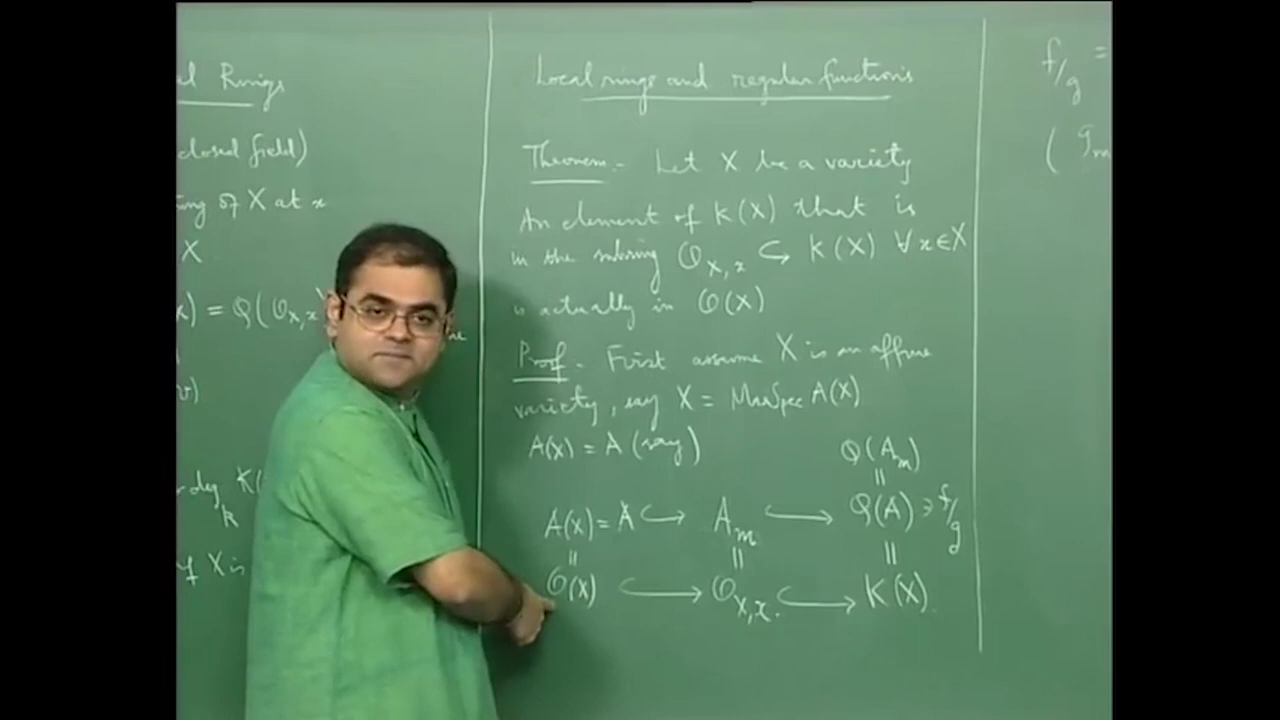 al Rings
closed field)
ring of X at x
X
x) = Q(O_{X,x})
deg K(
k
of X is
Local rings and regular functions
Theorem. Let X be a variety
An element of K(X) that is
in the subring O_{X,x} ↪ K(X) ∀ x∈X
is actually in O(X)
Proof. First assume X is an affine
variety, say X = MaxSpec A(X)
A(X) = A (say)
Q(A_m)
||
A(X) = A ↪ A_m ↪ Q(A) ∋ f/g
|| || ||
O(X) ↪ O_{X,x} ↪ K(X)
f/g =
( g_m